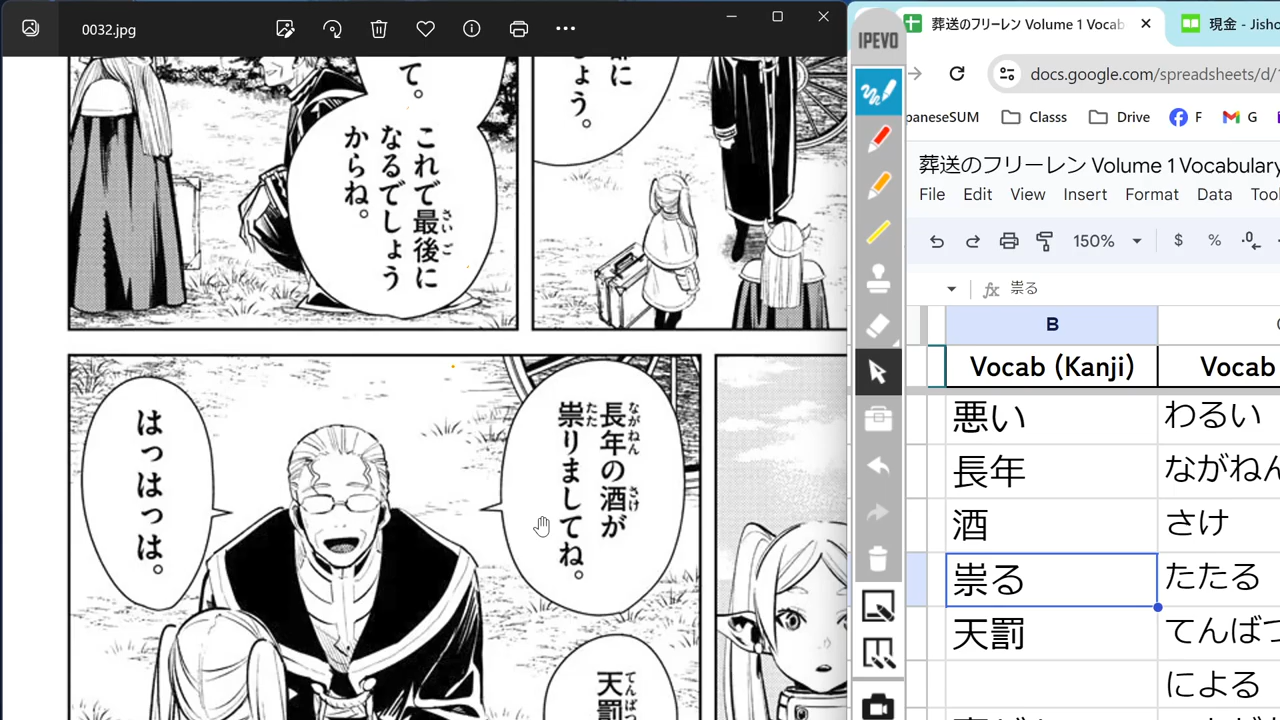 0032.jpg
て。
に
ょう。
これで最後に
さいご
なるでしょう
からね。
長年の酒が
ながねん
さけ
祟りましてね。
たた
はっはっは。
天罰
てんばつ
IPEVO
葬送のフリーレン Volume 1 Vocab
現金 - Jisho
docs.google.com/spreadsheets/d/
paneseSUM
Classs
Drive
F
G
葬送のフリーレン Volume 1 Vocabulary
File Edit View Insert Format Data Too
150%
$ % .0
fx 祟る
B
Vocab (Kanji) Vocab
悪い わるい
長年 ながねん
酒 さけ
祟る たたる
天罰 てんばつ
による